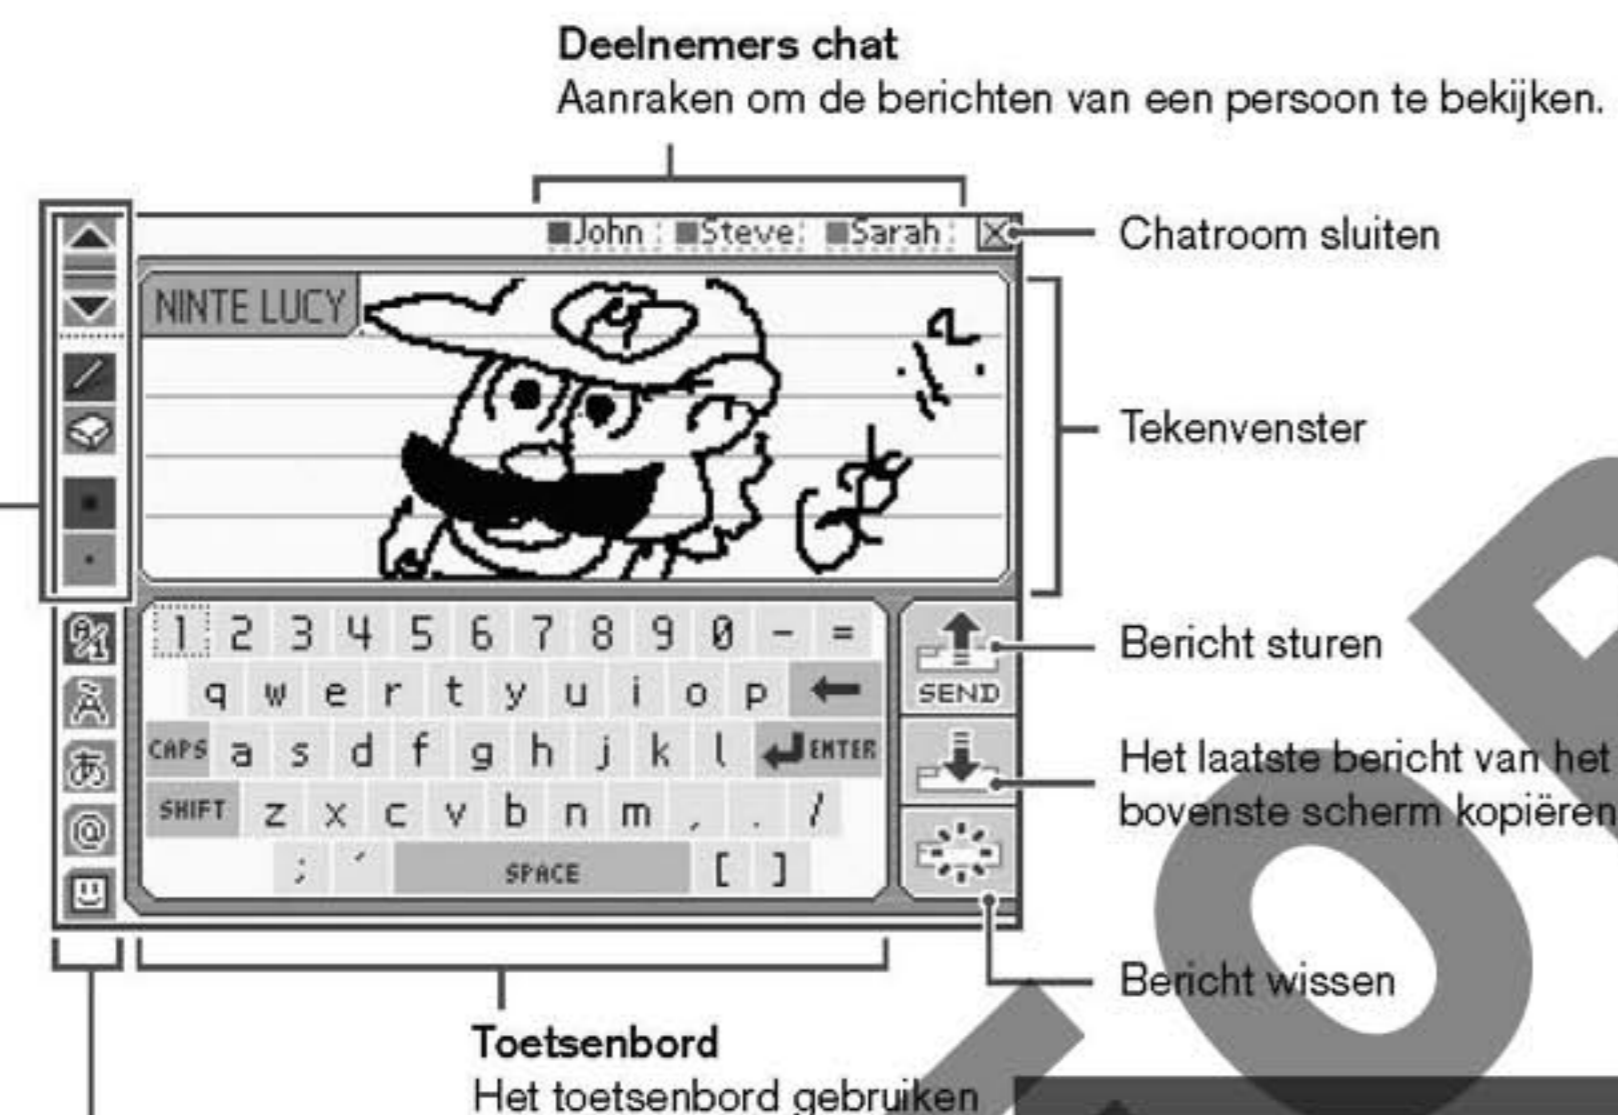 Deelnemers chat
Aanraken om de berichten van een persoon te bekijken.
John Steve Sarah
Chatroom sluiten
NINTE LUCY
Tekenvenster
1 2 3 4 5 6 7 8 9 0 - =
q w e r t y u i o p
CAPS a s d f g h j k l ENTER
SHIFT z x c v b n m , . /
; ´ SPACE [ ]
A/1
Ã
あ
@
SEND
Bericht sturen
Het laatste bericht van het
bovenste scherm kopiëren
Bericht wissen
Toetsenbord
Het toetsenbord gebruiken